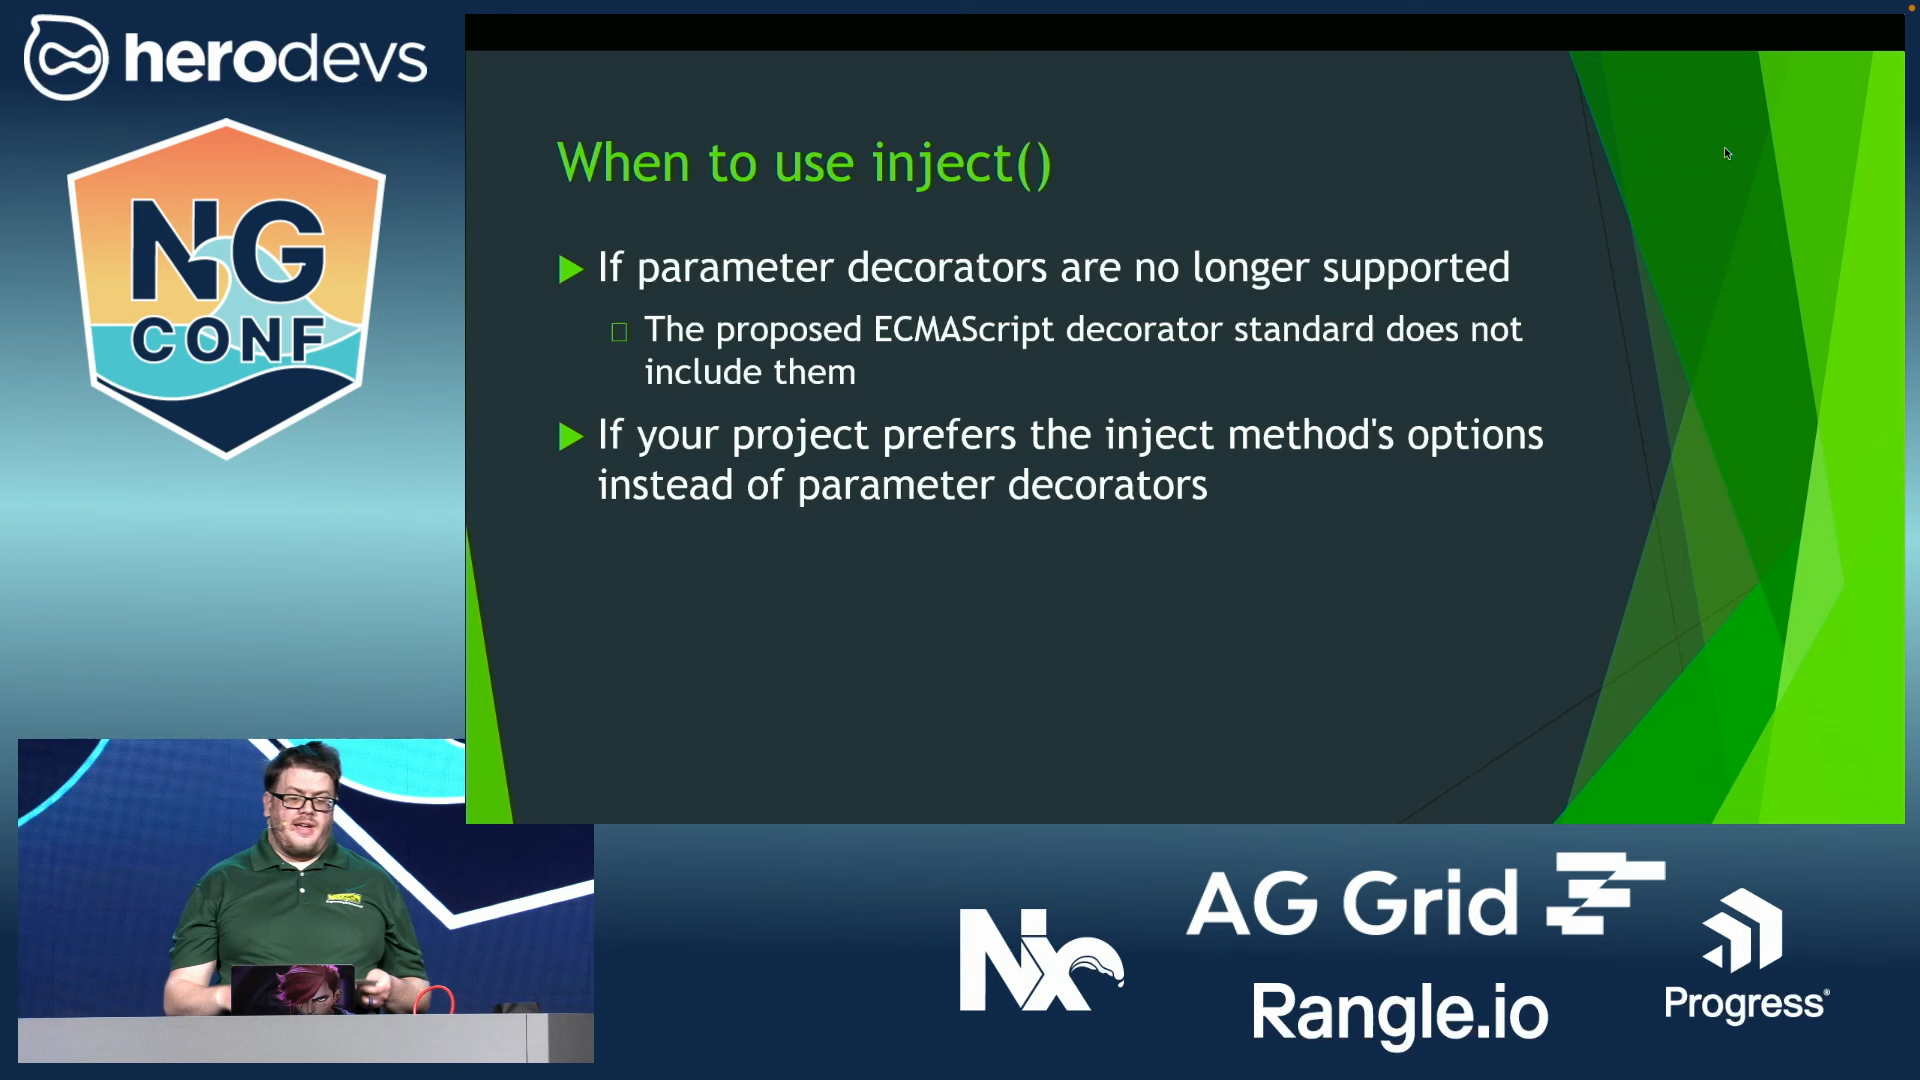 herodevs
NG
CONF
When to use inject()
If parameter decorators are no longer supported
The proposed ECMAScript decorator standard does not
include them
If your project prefers the inject method's options
instead of parameter decorators
Nx
AG Grid
Rangle.io
Progress®